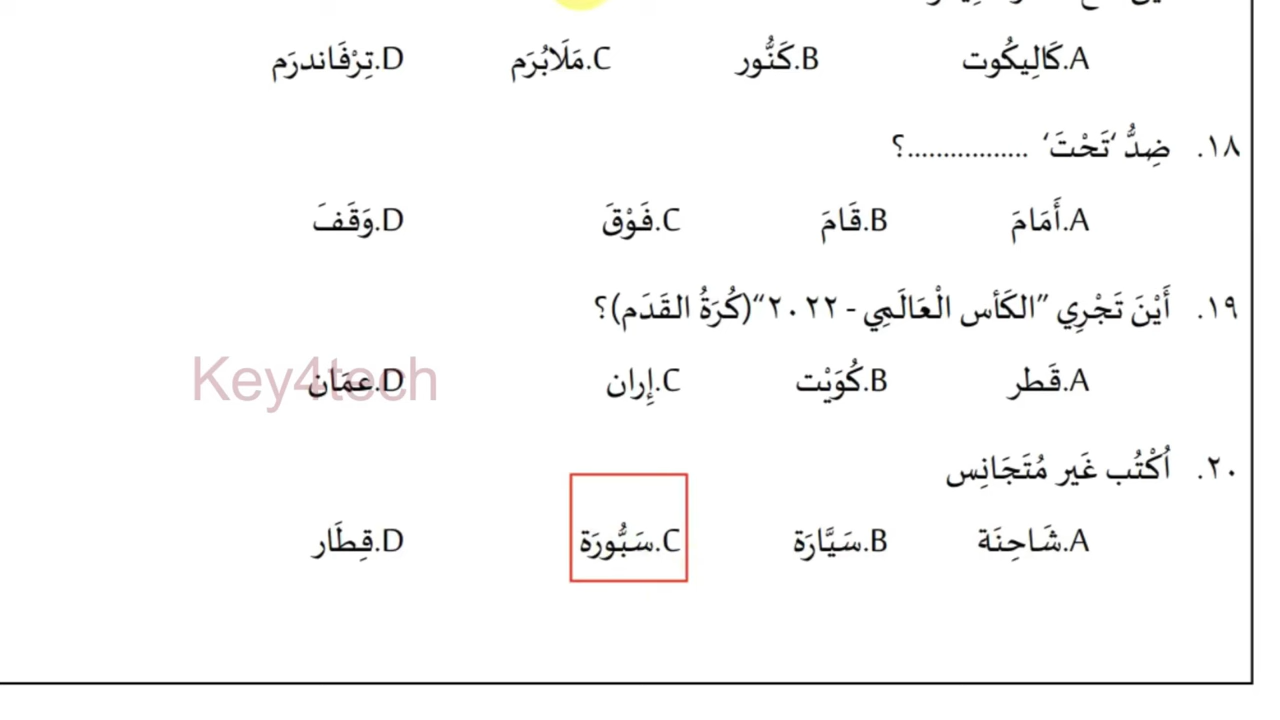 A.كَالِيكُوت B.كَنُّور C.مَلَابُرَم D.تِرْفَاندرَم
١٨. ضِدُّ ‘تَحْتَ‘ .................؟
A.أَمَامَ B.قَامَ C.فَوْقَ D.وَقَفَ
١٩. أَيْنَ تَجْرِي ”الكَأس الْعَالَمِي - ٢٠٢٢“(كُرَةُ القَدَم)؟
A.قَطر B.كُوَيْت C.إِران D.عمَان
Key4tech
٢٠. اُكْتُب غَير مُتَجَانِس
A.شَاحِنَة B.سَيَّارَة C.سَبُّورَة D.قِطَار